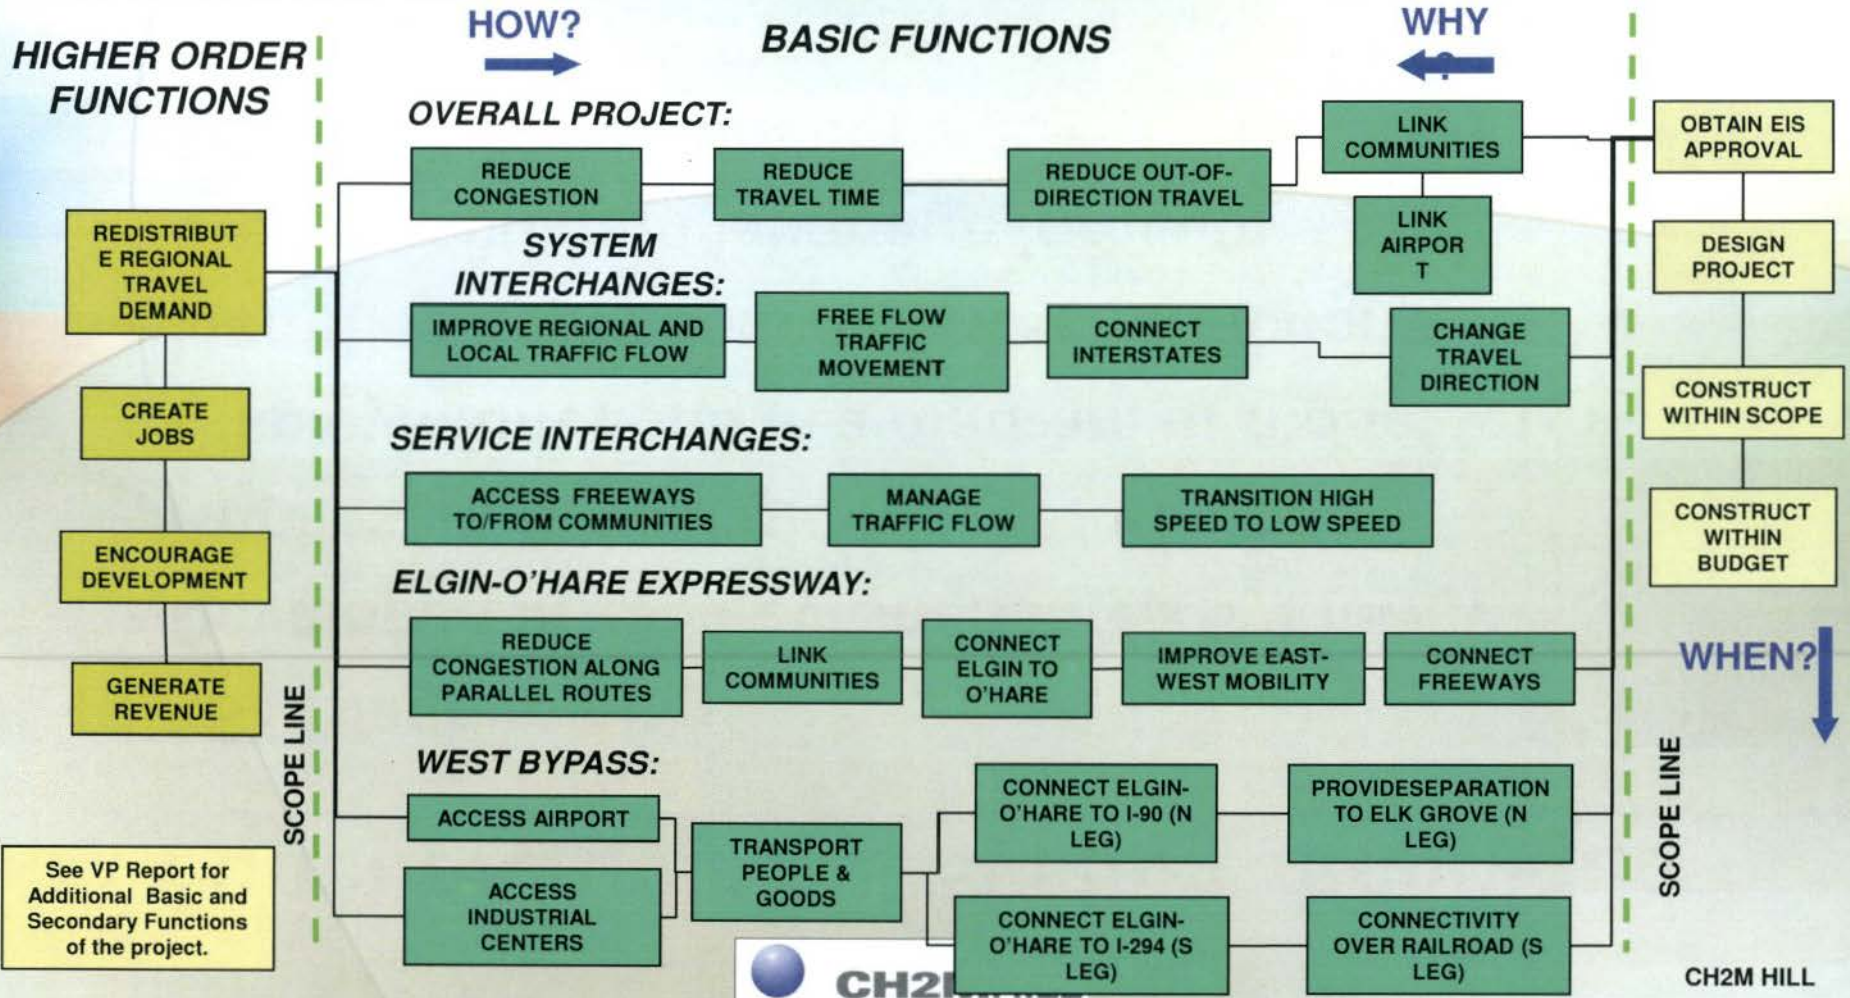 HOW?
BASIC FUNCTIONS
WHY
?
HIGHER ORDER
FUNCTIONS
OVERALL PROJECT:
REDUCE
CONGESTION
REDUCE
TRAVEL TIME
REDUCE OUT-OF-
DIRECTION TRAVEL
LINK
COMMUNITIES
LINK
AIRPOR
T
OBTAIN EIS
APPROVAL
REDISTRIBUT
E REGIONAL
TRAVEL
DEMAND
SYSTEM
INTERCHANGES:
IMPROVE REGIONAL AND
LOCAL TRAFFIC FLOW
FREE FLOW
TRAFFIC
MOVEMENT
CONNECT
INTERSTATES
CHANGE
TRAVEL
DIRECTION
DESIGN
PROJECT
CREATE
JOBS
SERVICE INTERCHANGES:
ACCESS FREEWAYS
TO/FROM COMMUNITIES
MANAGE
TRAFFIC FLOW
TRANSITION HIGH
SPEED TO LOW SPEED
CONSTRUCT
WITHIN SCOPE
CONSTRUCT
WITHIN
BUDGET
ENCOURAGE
DEVELOPMENT
ELGIN-O'HARE EXPRESSWAY:
REDUCE
CONGESTION ALONG
PARALLEL ROUTES
LINK
COMMUNITIES
CONNECT
ELGIN TO
O'HARE
IMPROVE EAST-
WEST MOBILITY
CONNECT
FREEWAYS
WHEN?
GENERATE
REVENUE
SCOPE LINE
WEST BYPASS:
ACCESS AIRPORT
ACCESS
INDUSTRIAL
CENTERS
TRANSPORT
PEOPLE &
GOODS
CONNECT ELGIN-
O'HARE TO I-90 (N
LEG)
PROVIDESEPARATION
TO ELK GROVE (N
LEG)
CONNECT ELGIN-
O'HARE TO I-294 (S
LEG)
CONNECTIVITY
OVER RAILROAD (S
LEG)
SCOPE LINE
See VP Report for
Additional Basic and
Secondary Functions
of the project.
CH2M HILL